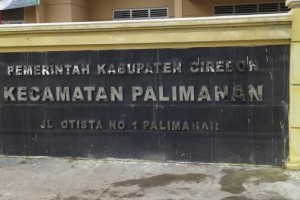 PEMERINTAH KABUPATEN CIREBON
KECAMATAN PALIMANAN
JL OTISTA NO 1 PALIMANAN